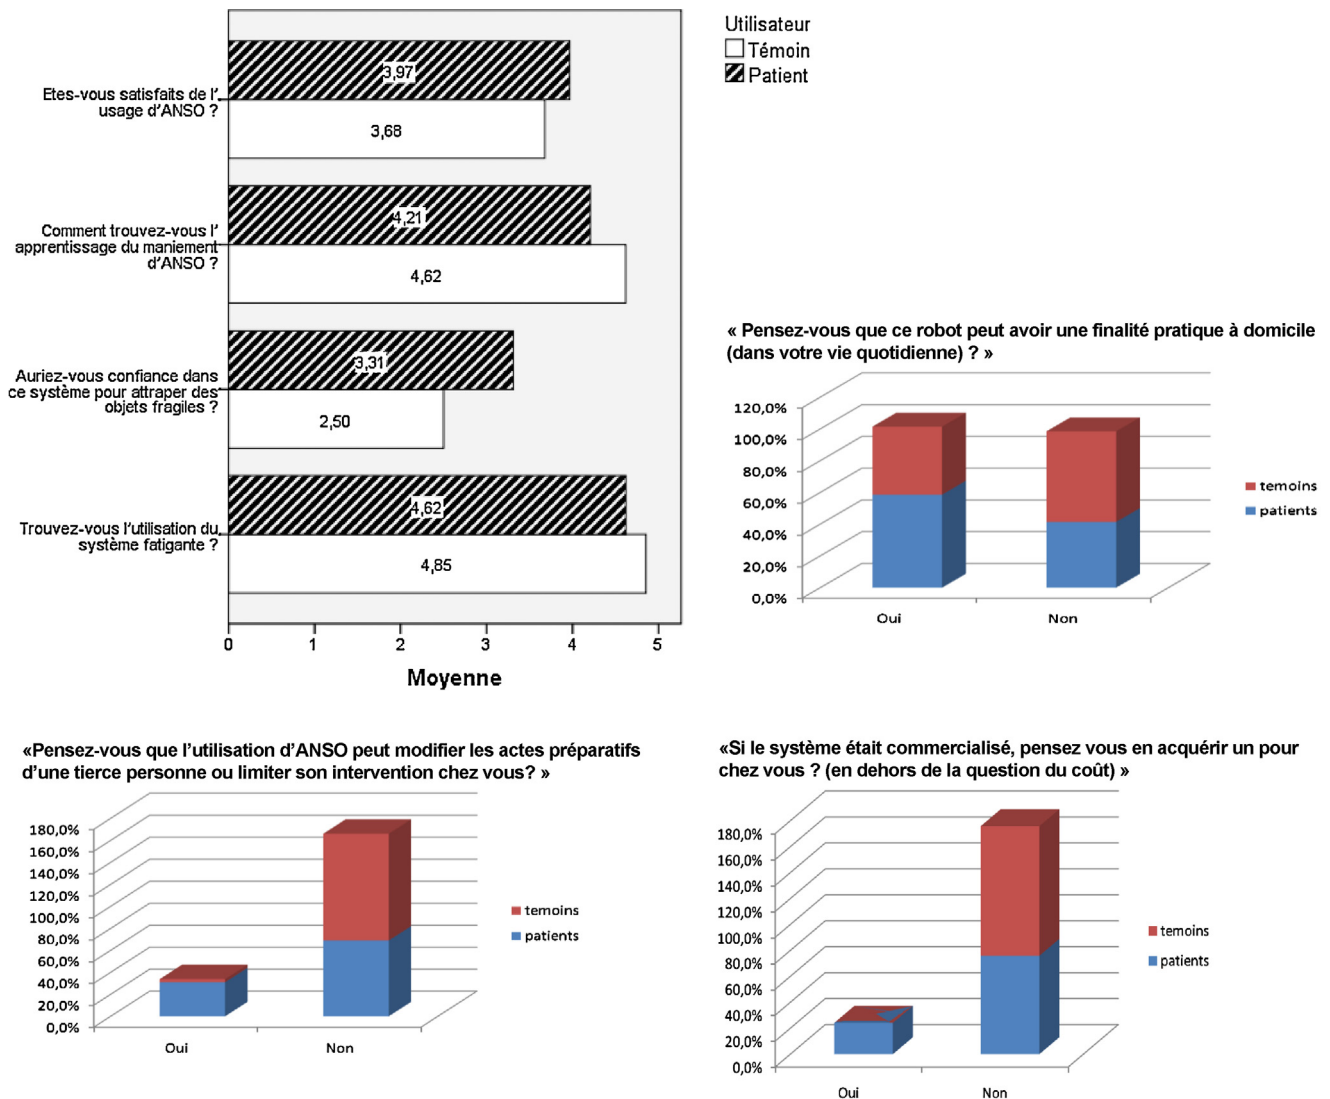 Utilisateur
Témoin
Patient
Etes-vous satisfaits de l'
usage d'ANSO ?
3,97
3,68
Comment trouvez-vous l'
apprentissage du maniement
d'ANSO ?
4,21
4,62
Auriez-vous confiance dans
ce système pour attraper des
objets fragiles ?
3,31
2,50
Trouvez-vous l'utilisation du
système fatigante ?
4,62
4,85
0 1 2 3 4 5
Moyenne
« Pensez-vous que ce robot peut avoir une finalité pratique à domicile
(dans votre vie quotidienne) ? »
120,0%
100,0%
80,0%
60,0%
40,0%
20,0%
0,0%
Oui Non
temoins
patients
«Pensez-vous que l'utilisation d'ANSO peut modifier les actes préparatifs
d'une tierce personne ou limiter son intervention chez vous? »
180,0%
160,0%
140,0%
120,0%
100,0%
80,0%
60,0%
40,0%
20,0%
0,0%
Oui Non
temoins
patients
«Si le système était commercialisé, pensez vous en acquérir un pour
chez vous ? (en dehors de la question du coût) »
180,0%
160,0%
140,0%
120,0%
100,0%
80,0%
60,0%
40,0%
20,0%
0,0%
Oui Non
temoins
patients